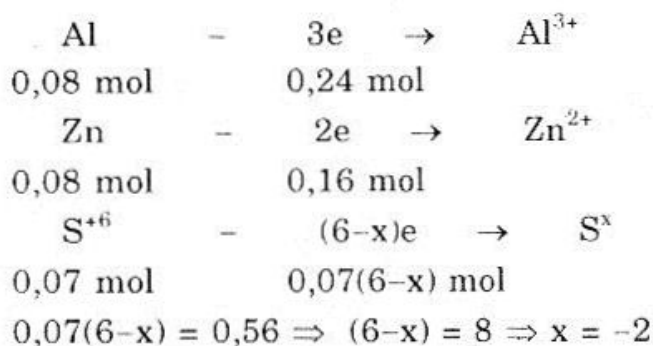 Al – 3e → Al³⁺
0,08 mol 0,24 mol
Zn – 2e → Zn²⁺
0,08 mol 0,16 mol
S⁺⁶ – (6–x)e → Sˣ
0,07 mol 0,07(6–x) mol
0,07(6–x) = 0,56 ⇒ (6–x) = 8 ⇒ x = –2